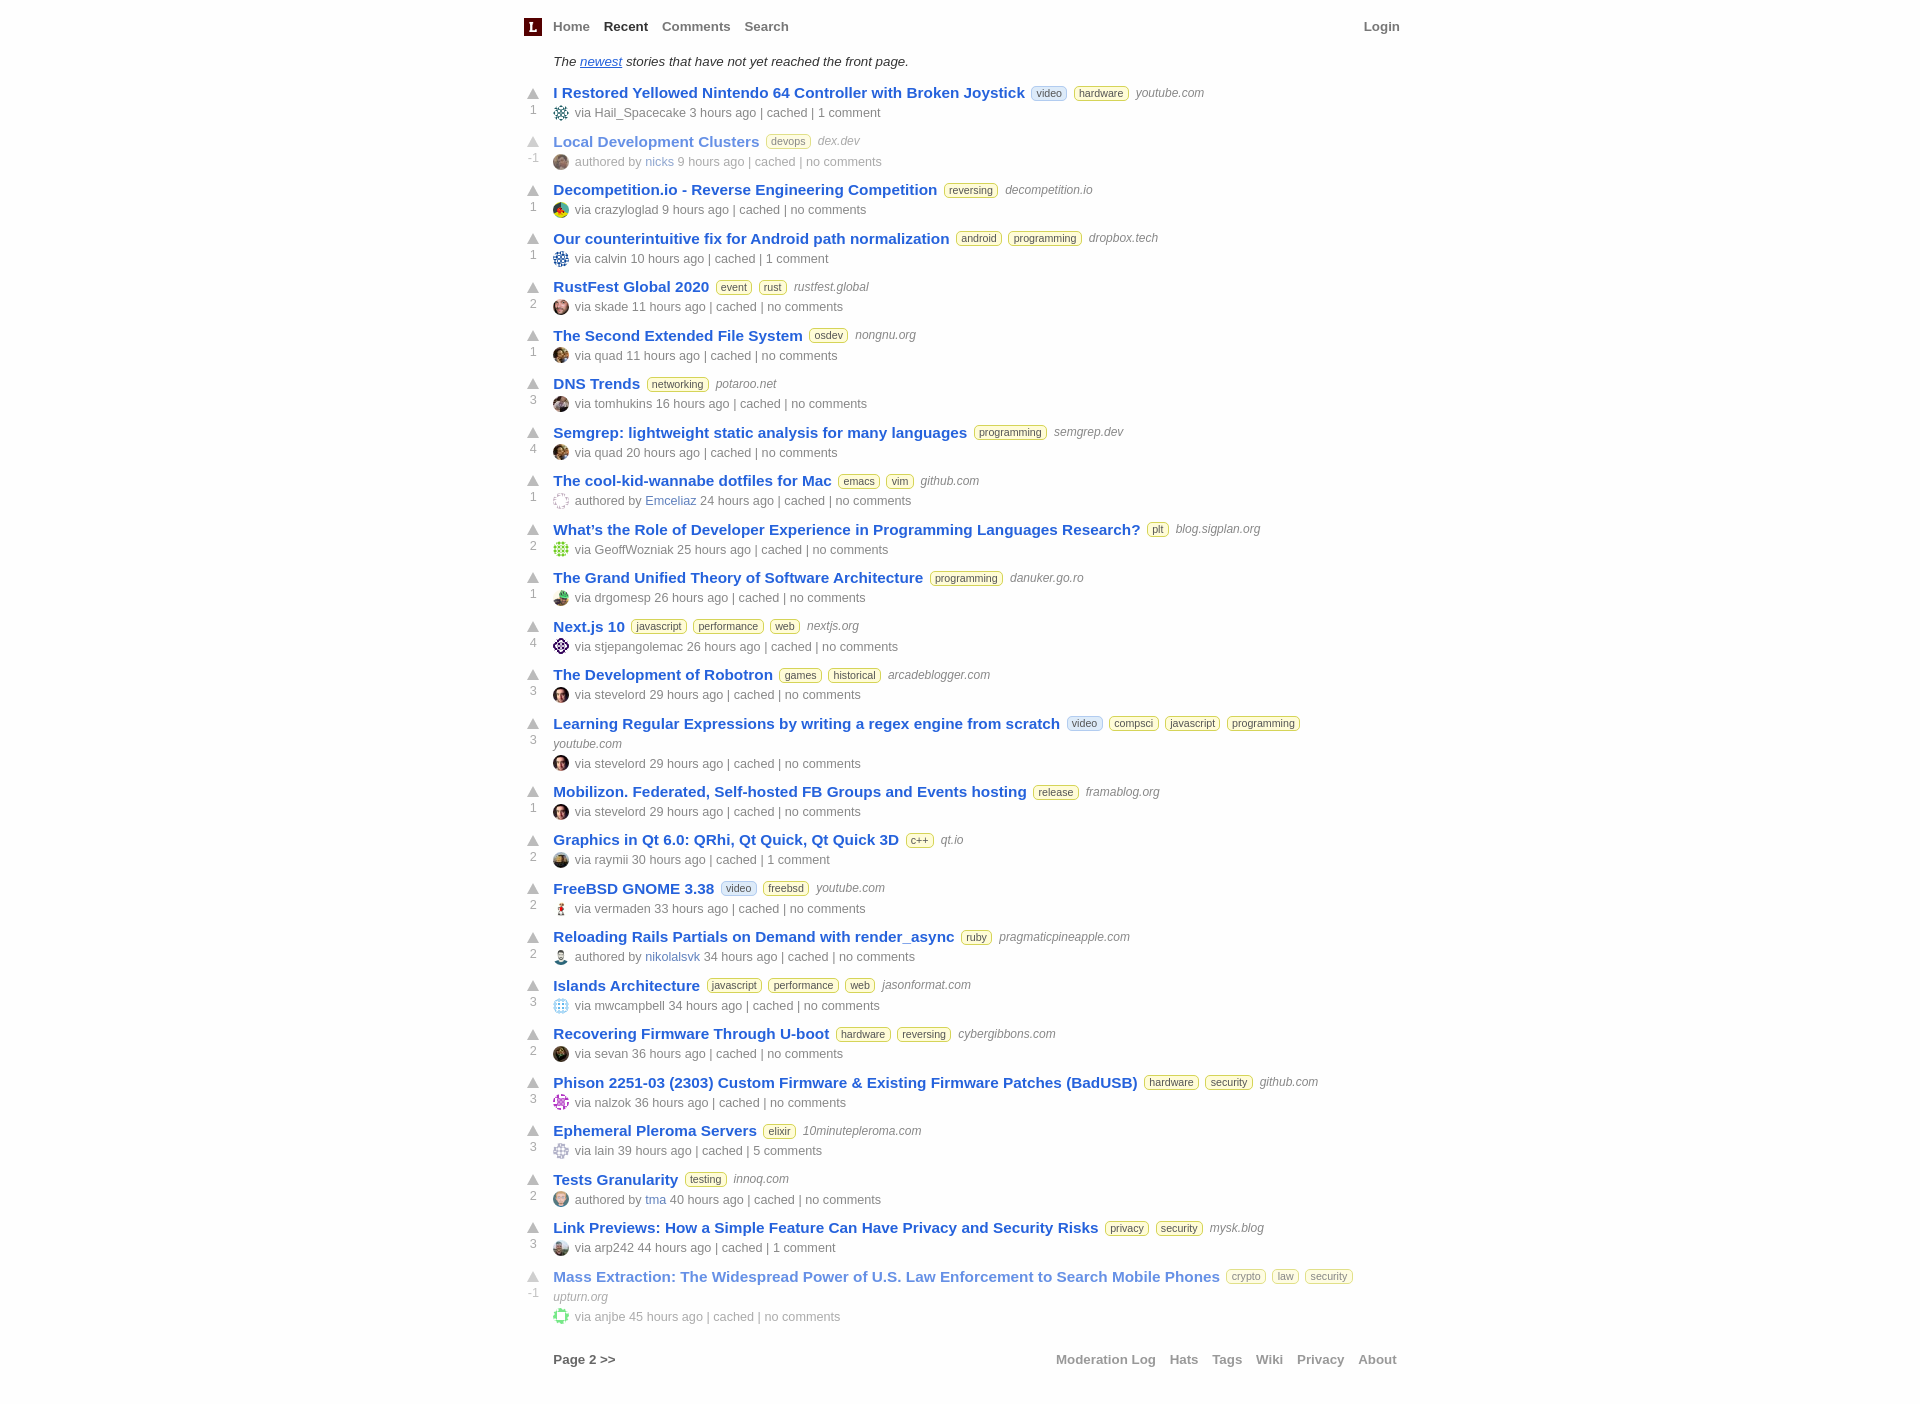 L Home Recent Comments Search Login
The newest stories that have not yet reached the front page.
I Restored Yellowed Nintendo 64 Controller with Broken Joystick video hardware youtube.com
1 via Hail_Spacecake 3 hours ago | cached | 1 comment
Local Development Clusters devops dex.dev
-1 authored by nicks 9 hours ago | cached | no comments
Decompetition.io - Reverse Engineering Competition reversing decompetition.io
1 via crazyloglad 9 hours ago | cached | no comments
Our counterintuitive fix for Android path normalization android programming dropbox.tech
1 via calvin 10 hours ago | cached | 1 comment
RustFest Global 2020 event rust rustfest.global
2 via skade 11 hours ago | cached | no comments
The Second Extended File System osdev nongnu.org
1 via quad 11 hours ago | cached | no comments
DNS Trends networking potaroo.net
3 via tomhukins 16 hours ago | cached | no comments
Semgrep: lightweight static analysis for many languages programming semgrep.dev
4 via quad 20 hours ago | cached | no comments
The cool-kid-wannabe dotfiles for Mac emacs vim github.com
1 authored by Emceliaz 24 hours ago | cached | no comments
What’s the Role of Developer Experience in Programming Languages Research? plt blog.sigplan.org
2 via GeoffWozniak 25 hours ago | cached | no comments
The Grand Unified Theory of Software Architecture programming danuker.go.ro
1 via drgomesp 26 hours ago | cached | no comments
Next.js 10 javascript performance web nextjs.org
4 via stjepangolemac 26 hours ago | cached | no comments
The Development of Robotron games historical arcadeblogger.com
3 via stevelord 29 hours ago | cached | no comments
Learning Regular Expressions by writing a regex engine from scratch video compsci javascript programming
3 youtube.com
via stevelord 29 hours ago | cached | no comments
Mobilizon. Federated, Self-hosted FB Groups and Events hosting release framablog.org
1 via stevelord 29 hours ago | cached | no comments
Graphics in Qt 6.0: QRhi, Qt Quick, Qt Quick 3D c++ qt.io
2 via raymii 30 hours ago | cached | 1 comment
FreeBSD GNOME 3.38 video freebsd youtube.com
2 via vermaden 33 hours ago | cached | no comments
Reloading Rails Partials on Demand with render_async ruby pragmaticpineapple.com
2 authored by nikolalsvk 34 hours ago | cached | no comments
Islands Architecture javascript performance web jasonformat.com
3 via mwcampbell 34 hours ago | cached | no comments
Recovering Firmware Through U-boot hardware reversing cybergibbons.com
2 via sevan 36 hours ago | cached | no comments
Phison 2251-03 (2303) Custom Firmware & Existing Firmware Patches (BadUSB) hardware security github.com
3 via nalzok 36 hours ago | cached | no comments
Ephemeral Pleroma Servers elixir 10minutepleroma.com
3 via lain 39 hours ago | cached | 5 comments
Tests Granularity testing innoq.com
2 authored by tma 40 hours ago | cached | no comments
Link Previews: How a Simple Feature Can Have Privacy and Security Risks privacy security mysk.blog
3 via arp242 44 hours ago | cached | 1 comment
Mass Extraction: The Widespread Power of U.S. Law Enforcement to Search Mobile Phones crypto law security
-1 upturn.org
via anjbe 45 hours ago | cached | no comments
Page 2 >> Moderation Log Hats Tags Wiki Privacy About